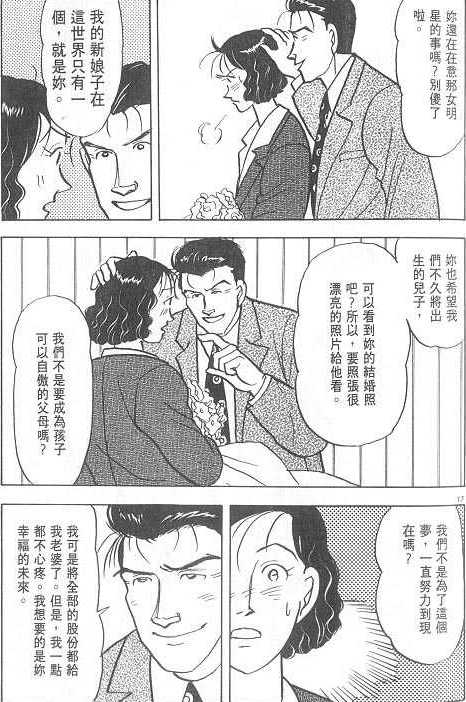 妳還在在意那女明
星的事嗎？別傻了
啦。
我的新娘子在
這世界只有一
個，就是妳。
妳也希望我
們不久將出
生的兒子，
可以看到妳的結婚照
吧？所以，要照張很
漂亮的照片給他看。
我們不是要成為孩子
可以自傲的父母嗎？
17
我們不是為了這個
夢，一直努力到現
在嗎？
我可是將全部的股份都給
我老婆了。但是，我一點
都不心疼。我想要的是妳
幸福的未來。